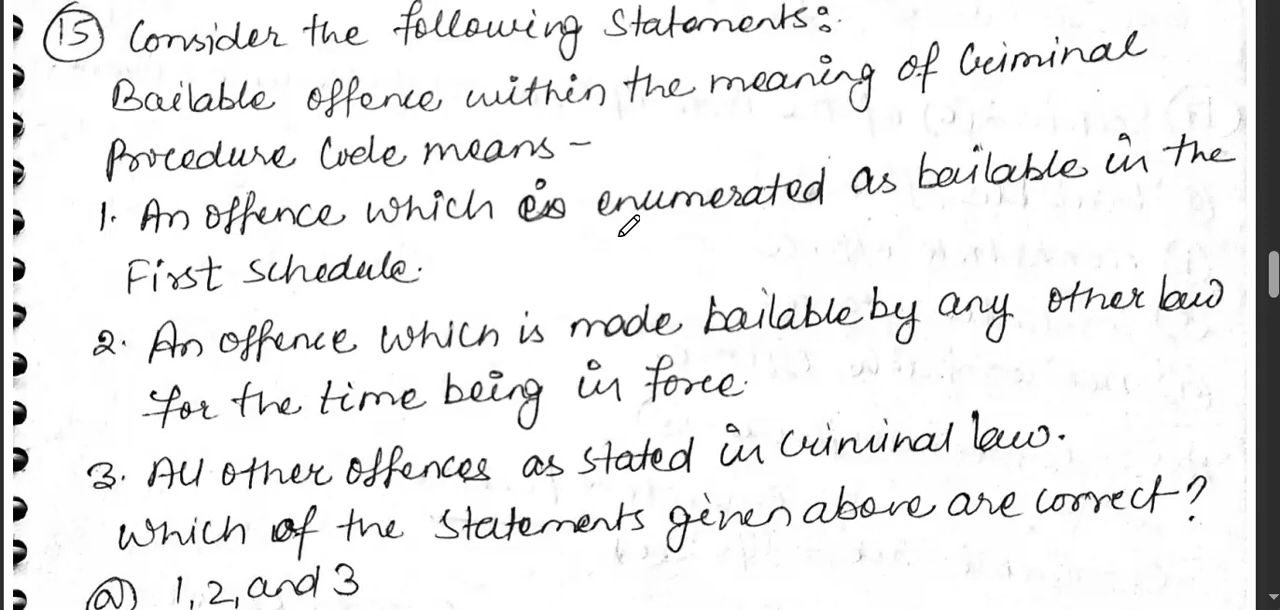 15 Consider the following Statements:
Bailable offence within the meaning of Criminal
Procedure Code means -
1. An offence which is enumerated as bailable in the
First Schedule.
2. An offence which is made bailable by any other law
for the time being in force.
3. All other offences as stated in criminal law.
Which of the statements given above are correct?
(a) 1, 2, and 3